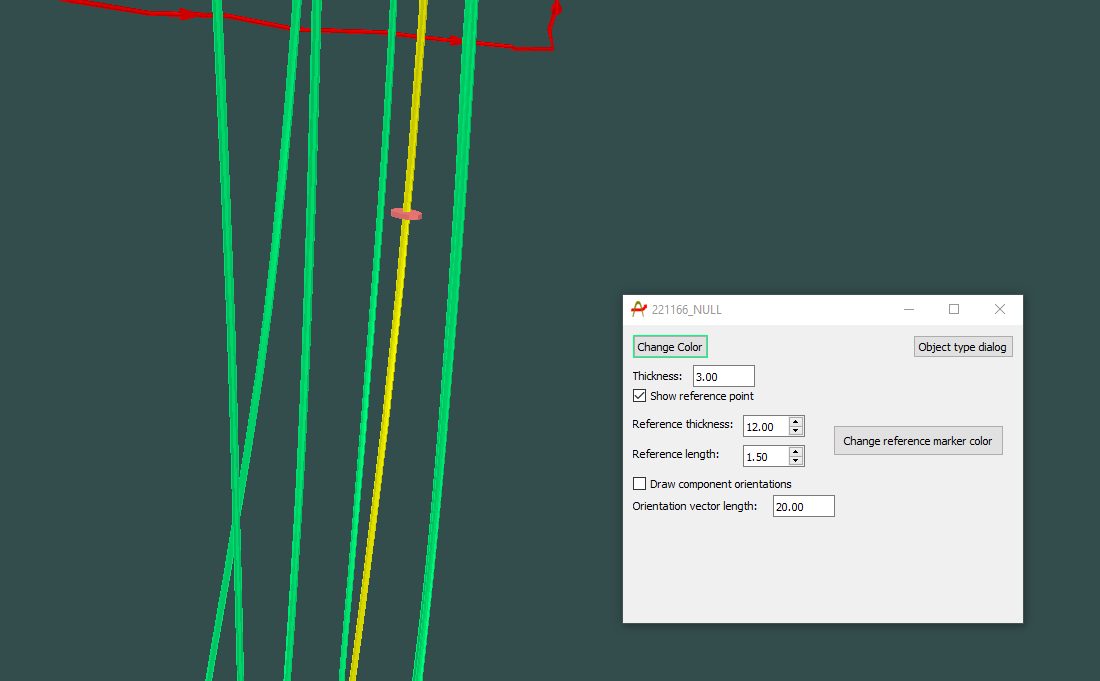 221166_NULL
Change Color
Object type dialog
Thickness: 3.00
Show reference point
Reference thickness: 12.00
Change reference marker color
Reference length: 1.50
Draw component orientations
Orientation vector length: 20.00